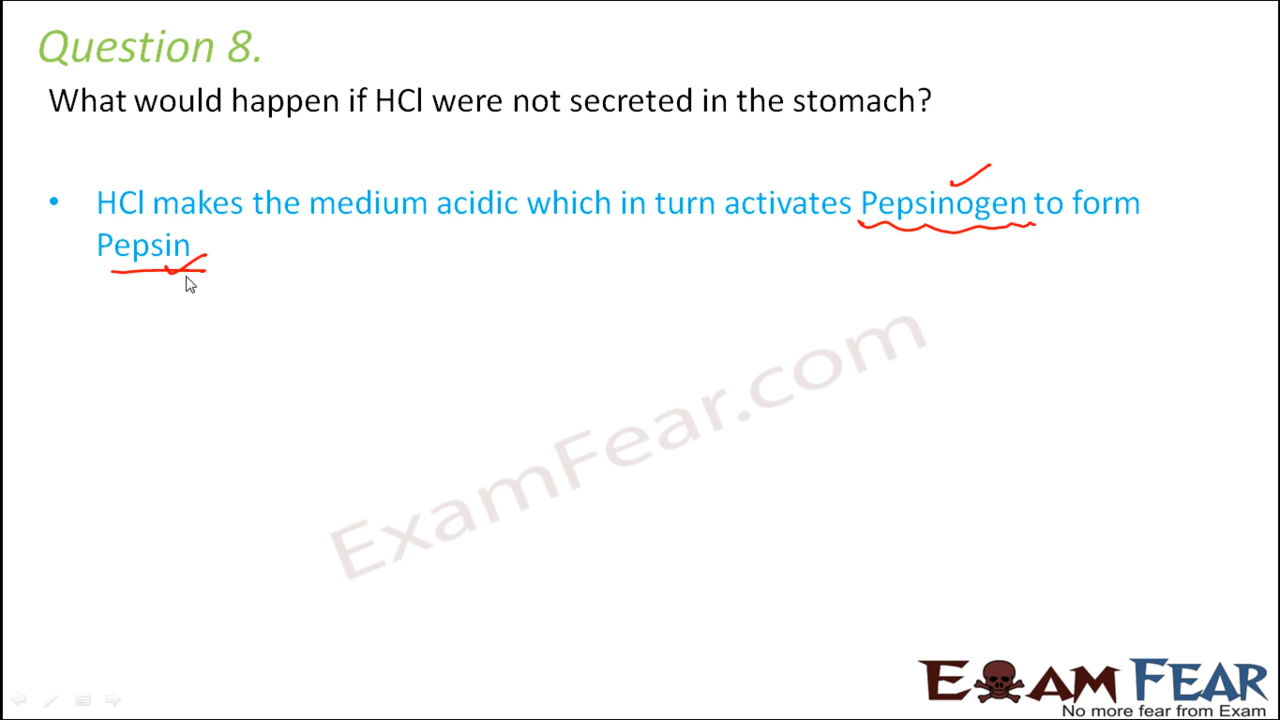 Question 8.
What would happen if HCl were not secreted in the stomach?
• HCl makes the medium acidic which in turn activates Pepsinogen to form
Pepsin
ExamFear.com
EXAM FEAR
No more fear from Exam